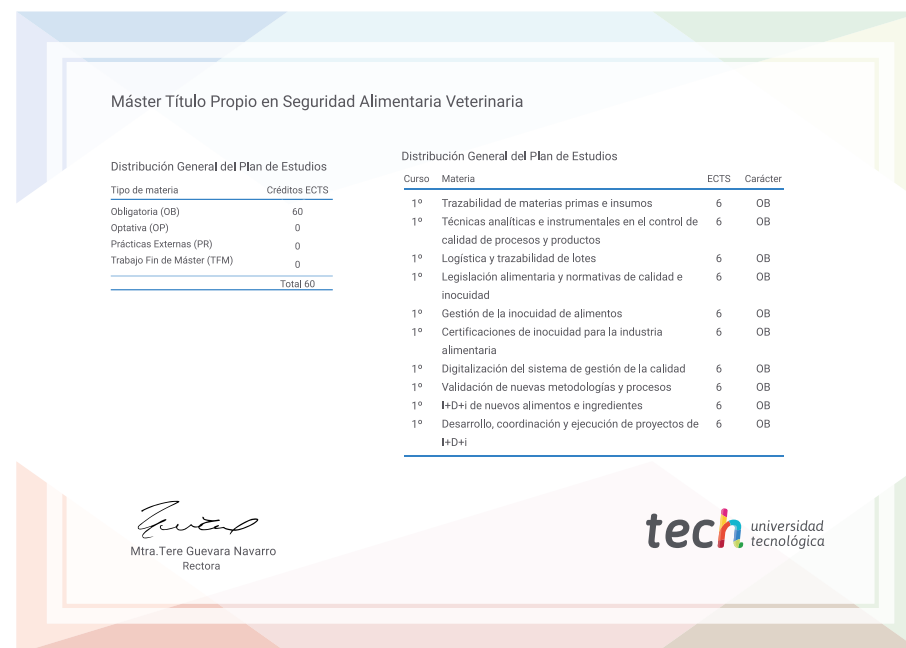 Máster Título Propio en Seguridad Alimentaria Veterinaria
Distribución General del Plan de Estudios
Tipo de materia Créditos ECTS
Obligatoria (OB) 60
Optativa (OP) 0
Prácticas Externas (PR) 0
Trabajo Fin de Máster (TFM) 0
Total 60
Distribución General del Plan de Estudios
Curso Materia ECTS Carácter
1º Trazabilidad de materias primas e insumos 6 OB
1º Técnicas analíticas e instrumentales en el control de 6 OB
calidad de procesos y productos
1º Logística y trazabilidad de lotes 6 OB
1º Legislación alimentaria y normativas de calidad e 6 OB
inocuidad
1º Gestión de la inocuidad de alimentos 6 OB
1º Certificaciones de inocuidad para la industria 6 OB
alimentaria
1º Digitalización del sistema de gestión de la calidad 6 OB
1º Validación de nuevas metodologías y procesos 6 OB
1º I+D+i de nuevos alimentos e ingredientes 6 OB
1º Desarrollo, coordinación y ejecución de proyectos de 6 OB
I+D+i
Mtra.Tere Guevara Navarro
Rectora
tech universidad
tecnológica